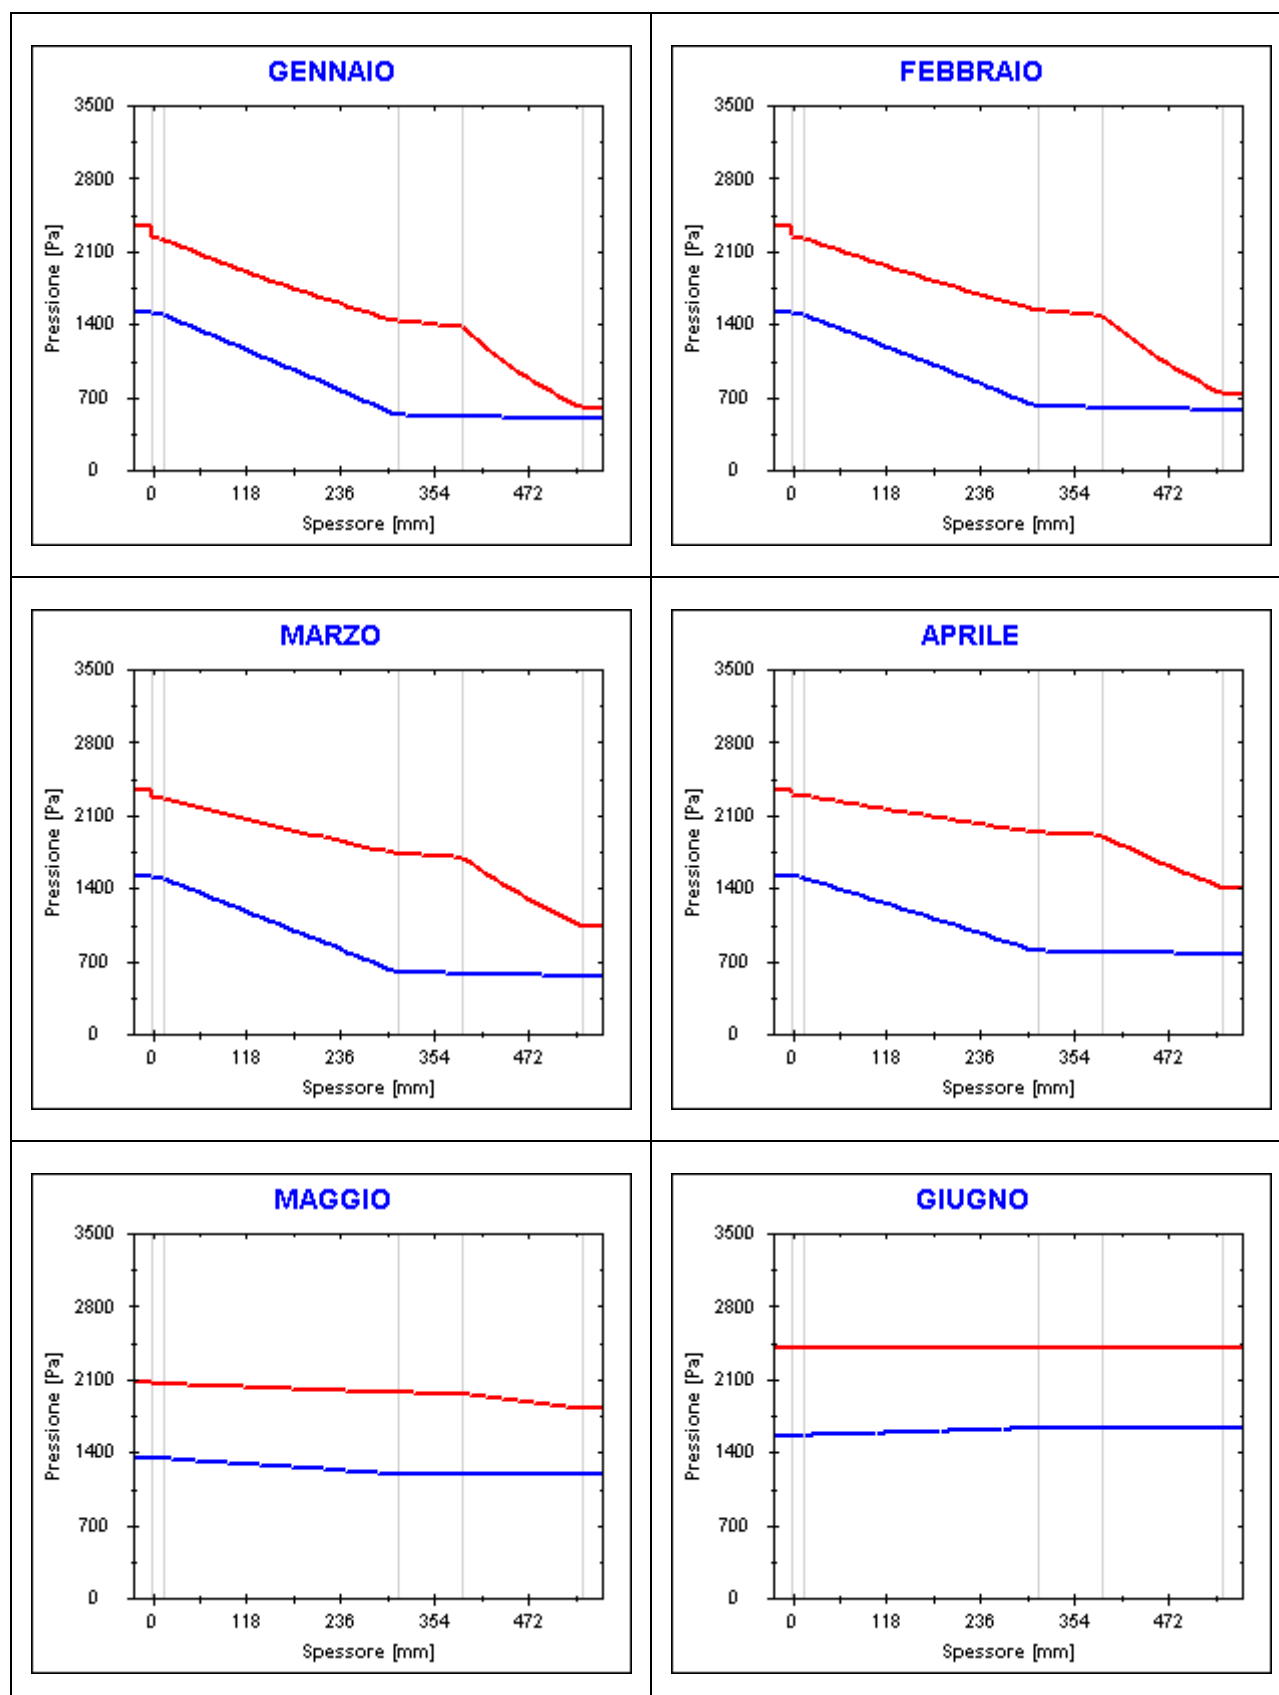 GENNAIO
3500
2800
2100
1400
700
0
Pressione [Pa]
0 118 236 354 472
Spessore [mm]
FEBBRAIO
3500
2800
2100
1400
700
0
Pressione [Pa]
0 118 236 354 472
Spessore [mm]
MARZO
3500
2800
2100
1400
700
0
Pressione [Pa]
0 118 236 354 472
Spessore [mm]
APRILE
3500
2800
2100
1400
700
0
Pressione [Pa]
0 118 236 354 472
Spessore [mm]
MAGGIO
3500
2800
2100
1400
700
0
Pressione [Pa]
0 118 236 354 472
Spessore [mm]
GIUGNO
3500
2800
2100
1400
700
0
Pressione [Pa]
0 118 236 354 472
Spessore [mm]